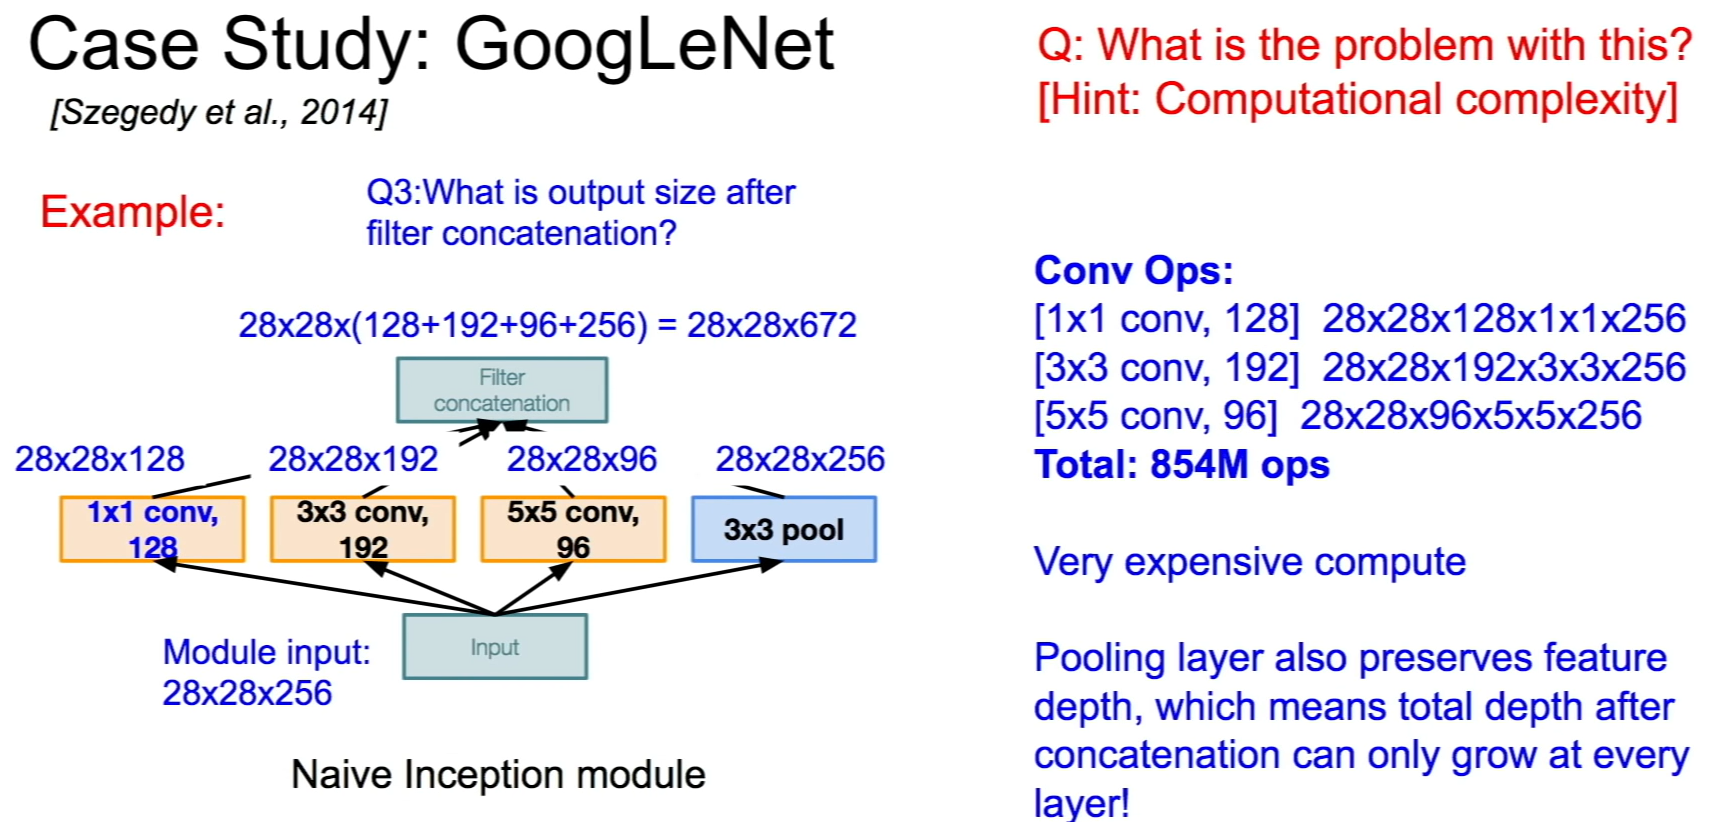 Case Study: GoogLeNet
[Szegedy et al., 2014]
Example:
Q3:What is output size after
filter concatenation?
28x28x(128+192+96+256) = 28x28x672
Filter
concatenation
28x28x128
28x28x192
28x28x96
28x28x256
1x1 conv,
128
3x3 conv,
192
5x5 conv,
96
3x3 pool
Module input:
28x28x256
Input
Naive Inception module
Q: What is the problem with this?
[Hint: Computational complexity]
Conv Ops:
[1x1 conv, 128] 28x28x128x1x1x256
[3x3 conv, 192] 28x28x192x3x3x256
[5x5 conv, 96] 28x28x96x5x5x256
Total: 854M ops
Very expensive compute
Pooling layer also preserves feature
depth, which means total depth after
concatenation can only grow at every
layer!